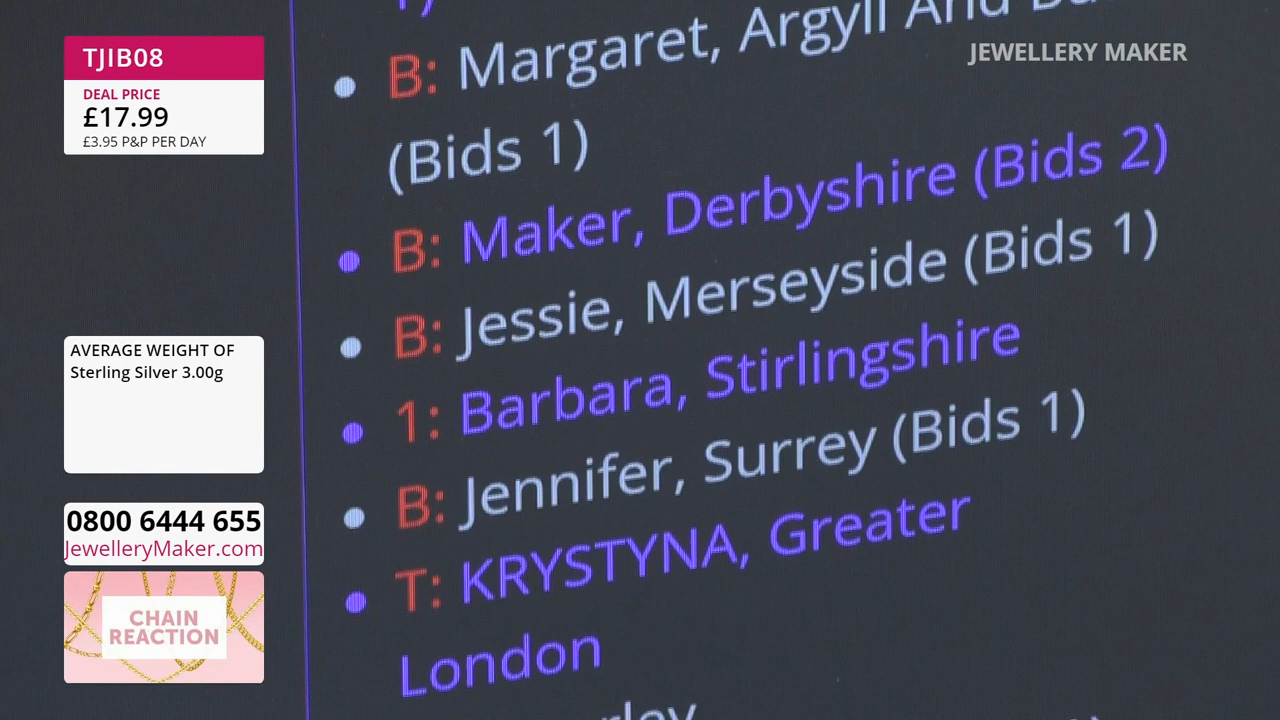 TJIB08
DEAL PRICE
£17.99
£3.95 P&P PER DAY
AVERAGE WEIGHT OF
Sterling Silver 3.00g
0800 6444 655
JewelleryMaker.com
CHAIN
REACTION
JEWELLERY MAKER
B: Margaret, Argyll And
(Bids 1)
B: Maker, Derbyshire (Bids 2)
B: Jessie, Merseyside (Bids 1)
1: Barbara, Stirlingshire
B: Jennifer, Surrey (Bids 1)
T: KRYSTYNA, Greater
London